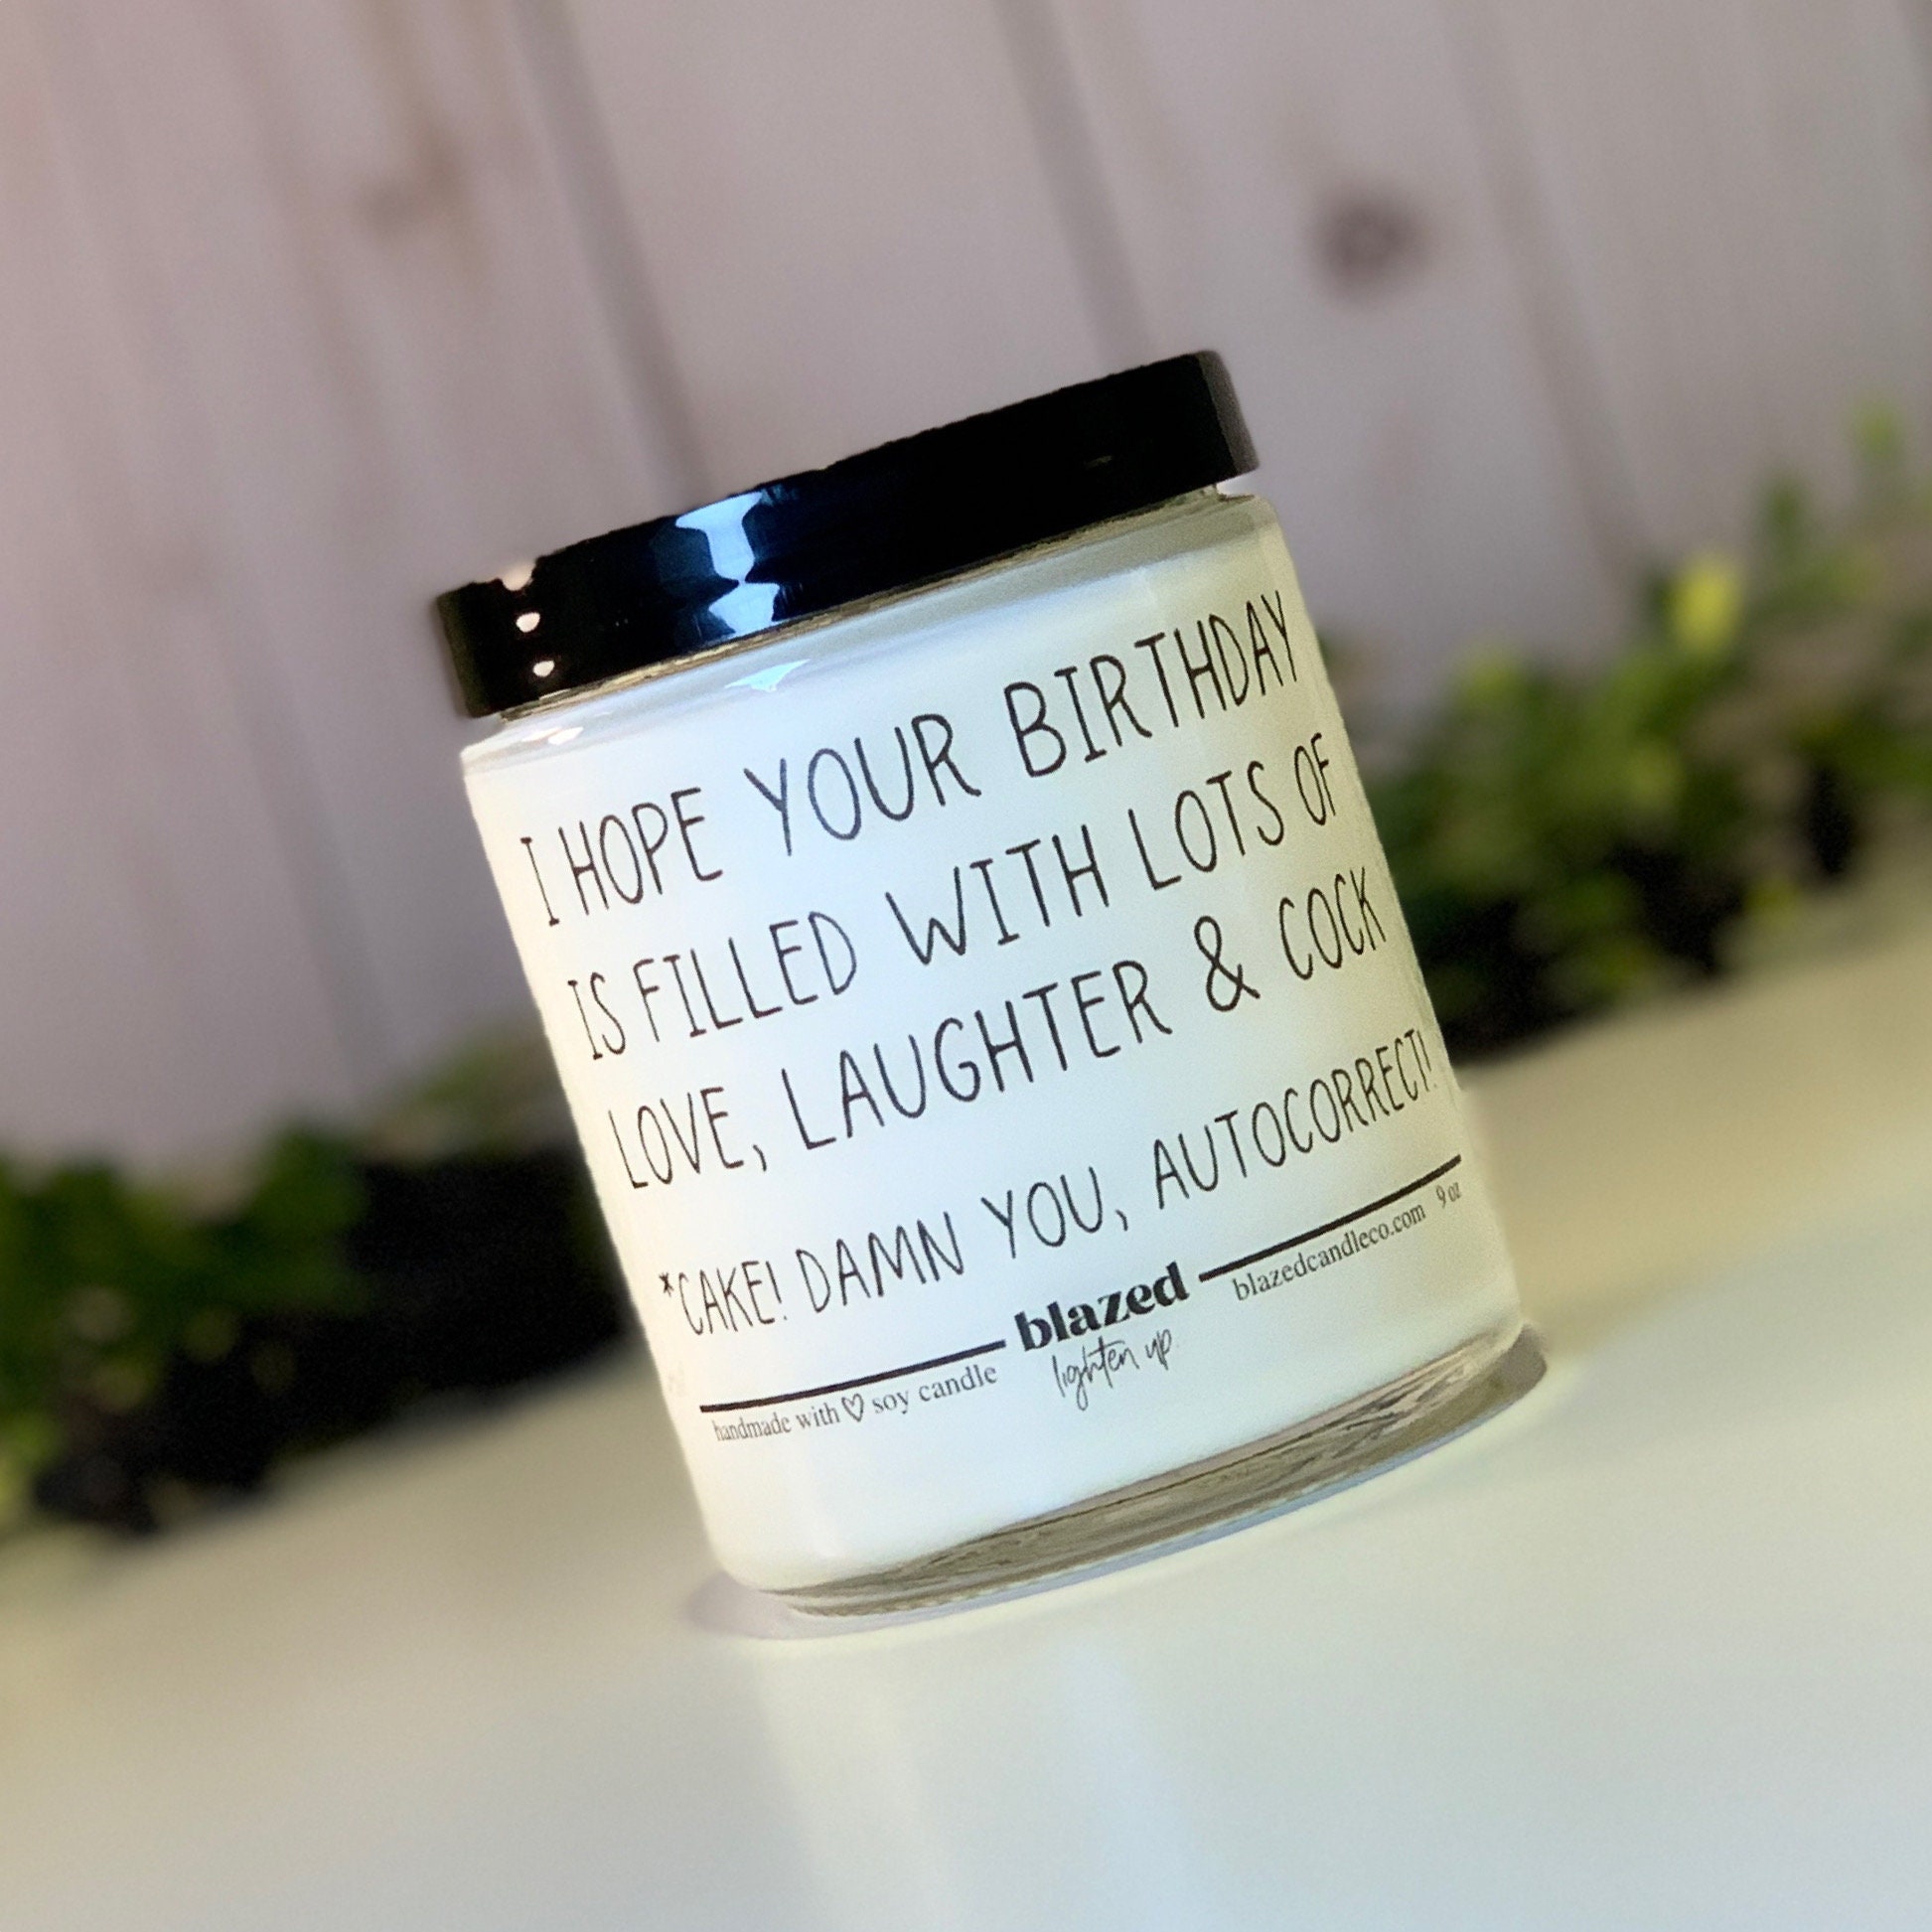 I HOPE YOUR BIRTHDAY
IS FILLED WITH LOTS OF
LOVE, LAUGHTER & COCK
*CAKE! DAMN YOU, AUTOCORRECT!
blazed
lighten up.
handmade with ♡ soy candle
blazedcandleco.com 9 oz